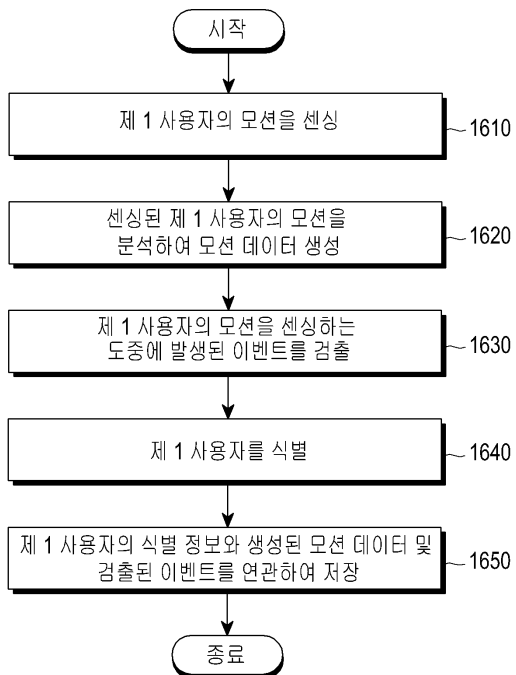 시작
제 1 사용자의 모션을 센싱
1610
센싱된 제 1 사용자의 모션을
분석하여 모션 데이터 생성
1620
제 1 사용자의 모션을 센싱하는
도중에 발생된 이벤트를 검출
1630
제 1 사용자를 식별
1640
제 1 사용자의 식별 정보와 생성된 모션 데이터 및
검출된 이벤트를 연관하여 저장
1650
종료